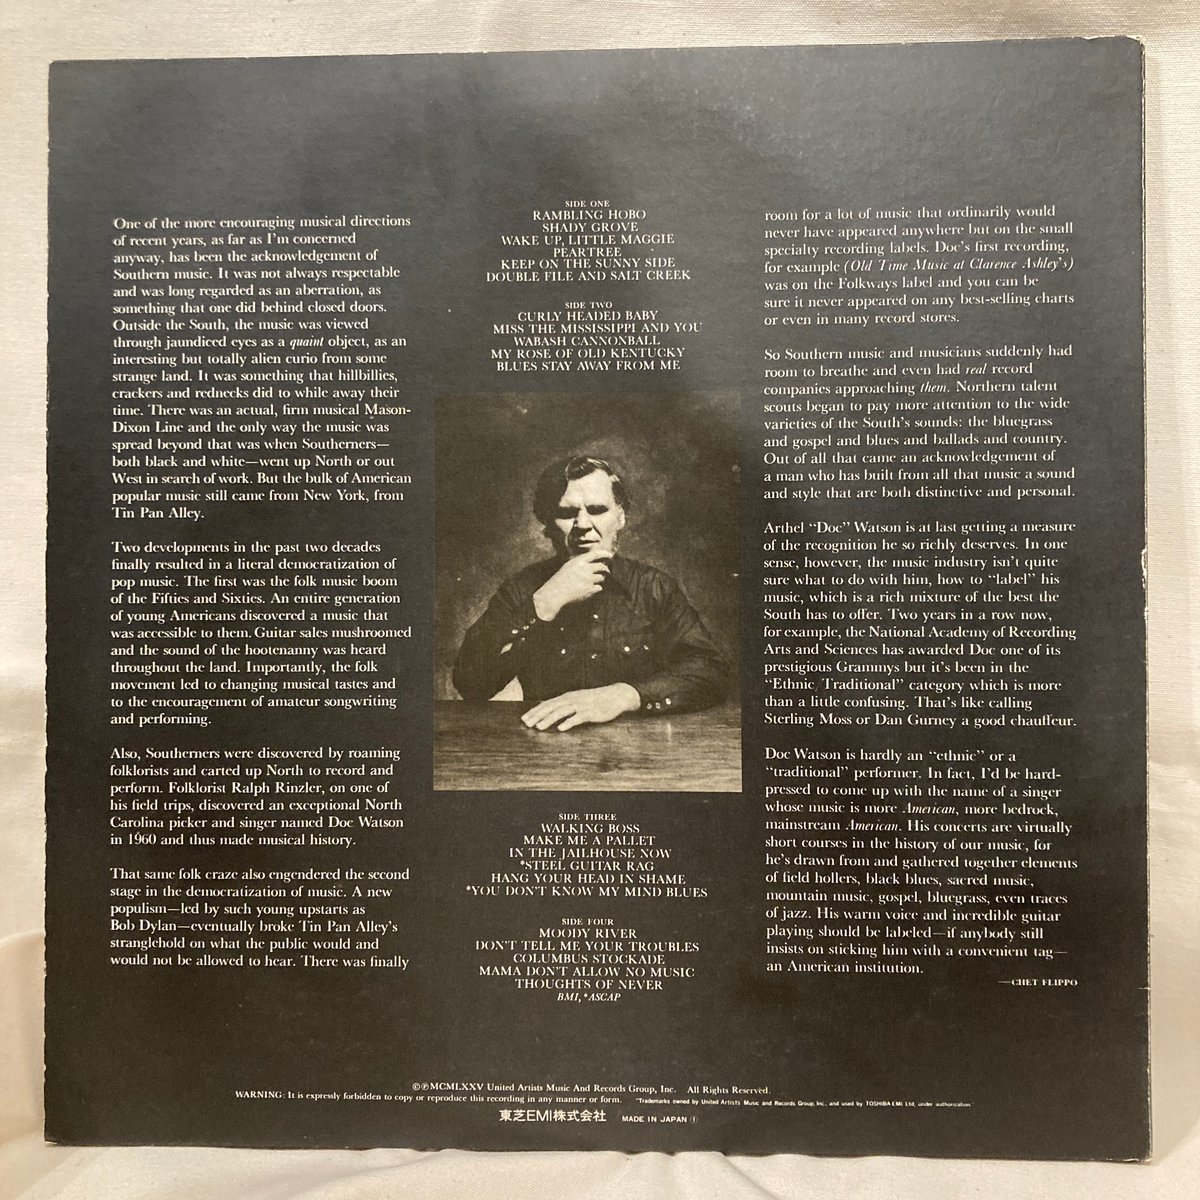 One of the more encouraging musical directions
of recent years, as far as I'm concerned
anyway, has been the acknowledgement of
Southern music. It was not always respectable
and was long regarded as an aberration, as
something that one did behind closed doors.
Outside the South, the music was viewed
through jaundiced eyes as a quaint object, as an
interesting but totally alien curio from some
strange land. It was something that hillbillies,
crackers and rednecks did to while away their
time. There was an actual, firm musical Mason-
Dixon Line and the only way the music was
spread beyond that was when Southerners—
both black and white—went up North or out
West in search of work. But the bulk of American
popular music still came from New York, from
Tin Pan Alley.
Two developments in the past two decades
finally resulted in a literal democratization of
pop music. The first was the folk music boom
of the Fifties and Sixties. An entire generation
of young Americans discovered a music that
was accessible to them. Guitar sales mushroomed
and the sound of the hootenanny was heard
throughout the land. Importantly, the folk
movement led to changing musical tastes and
to the encouragement of amateur songwriting
and performing.
Also, Southerners were discovered by roaming
folklorists and carted up North to record and
perform. Folklorist Ralph Rinzler, on one of
his field trips, discovered an exceptional North
Carolina picker and singer named Doc Watson
in 1960 and thus made musical history.
That same folk craze also engendered the second
stage in the democratization of music. A new
populism—led by such young upstarts as
Bob Dylan—eventually broke Tin Pan Alley's
stranglehold on what the public would and
would not be allowed to hear. There was finally
SIDE ONE
RAMBLING HOBO
SHADY GROVE
WAKE UP, LITTLE MAGGIE
PEARTREE
KEEP ON THE SUNNY SIDE
DOUBLE FILE AND SALT CREEK
SIDE TWO
CURLY HEADED BABY
MISS THE MISSISSIPPI AND YOU
WABASH CANNONBALL
MY ROSE OF OLD KENTUCKY
BLUES STAY AWAY FROM ME
SIDE THREE
WALKING BOSS
MAKE ME A PALLET
IN THE JAILHOUSE NOW
*STEEL GUITAR RAG
HANG YOUR HEAD IN SHAME
*YOU DON'T KNOW MY MIND BLUES
SIDE FOUR
MOODY RIVER
DON'T TELL ME YOUR TROUBLES
COLUMBUS STOCKADE
MAMA DON'T ALLOW NO MUSIC
THOUGHTS OF NEVER
BMI, *ASCAP
room for a lot of music that ordinarily would
never have appeared anywhere but on the small
specialty recording labels. Doc's first recording,
for example (Old Time Music at Clarence Ashley's)
was on the Folkways label and you can be
sure it never appeared on any best-selling charts
or even in many record stores.
So Southern music and musicians suddenly had
room to breathe and even had real record
companies approaching them. Northern talent
scouts began to pay more attention to the wide
varieties of the South's sounds: the bluegrass
and gospel and blues and ballads and country.
Out of all that came an acknowledgement of
a man who has built from all that music a sound
and style that are both distinctive and personal.
Arthel "Doc" Watson is at last getting a measure
of the recognition he so richly deserves. In one
sense, however, the music industry isn't quite
sure what to do with him, how to "label" his
music, which is a rich mixture of the best the
South has to offer. Two years in a row now,
for example, the National Academy of Recording
Arts and Sciences has awarded Doc one of its
prestigious Grammys but it's been in the
"Ethnic/Traditional" category which is more
than a little confusing. That's like calling
Sterling Moss or Dan Gurney a good chauffeur.
Doc Watson is hardly an "ethnic" or a
"traditional" performer. In fact, I'd be hard-
pressed to come up with the name of a singer
whose music is more American, more bedrock,
mainstream American. His concerts are virtually
short courses in the history of our music, for
he's drawn from and gathered together elements
of field hollers, black blues, sacred music,
mountain music, gospel, bluegrass, even traces
of jazz. His warm voice and incredible guitar
playing should be labeled—if anybody still
insists on sticking him with a convenient tag—
an American institution.
—CHET FLIPPO
©℗MCMLXXV United Artists Music And Records Group, Inc. All Rights Reserved.
WARNING: It is expressly forbidden to copy or reproduce this recording in any manner or form. "Trademarks owned by United Artists Music and Records Group, Inc., and used by TOSHIBA EMI Ltd, under authorization"
東芝EMI株式会社 MADE IN JAPAN ①